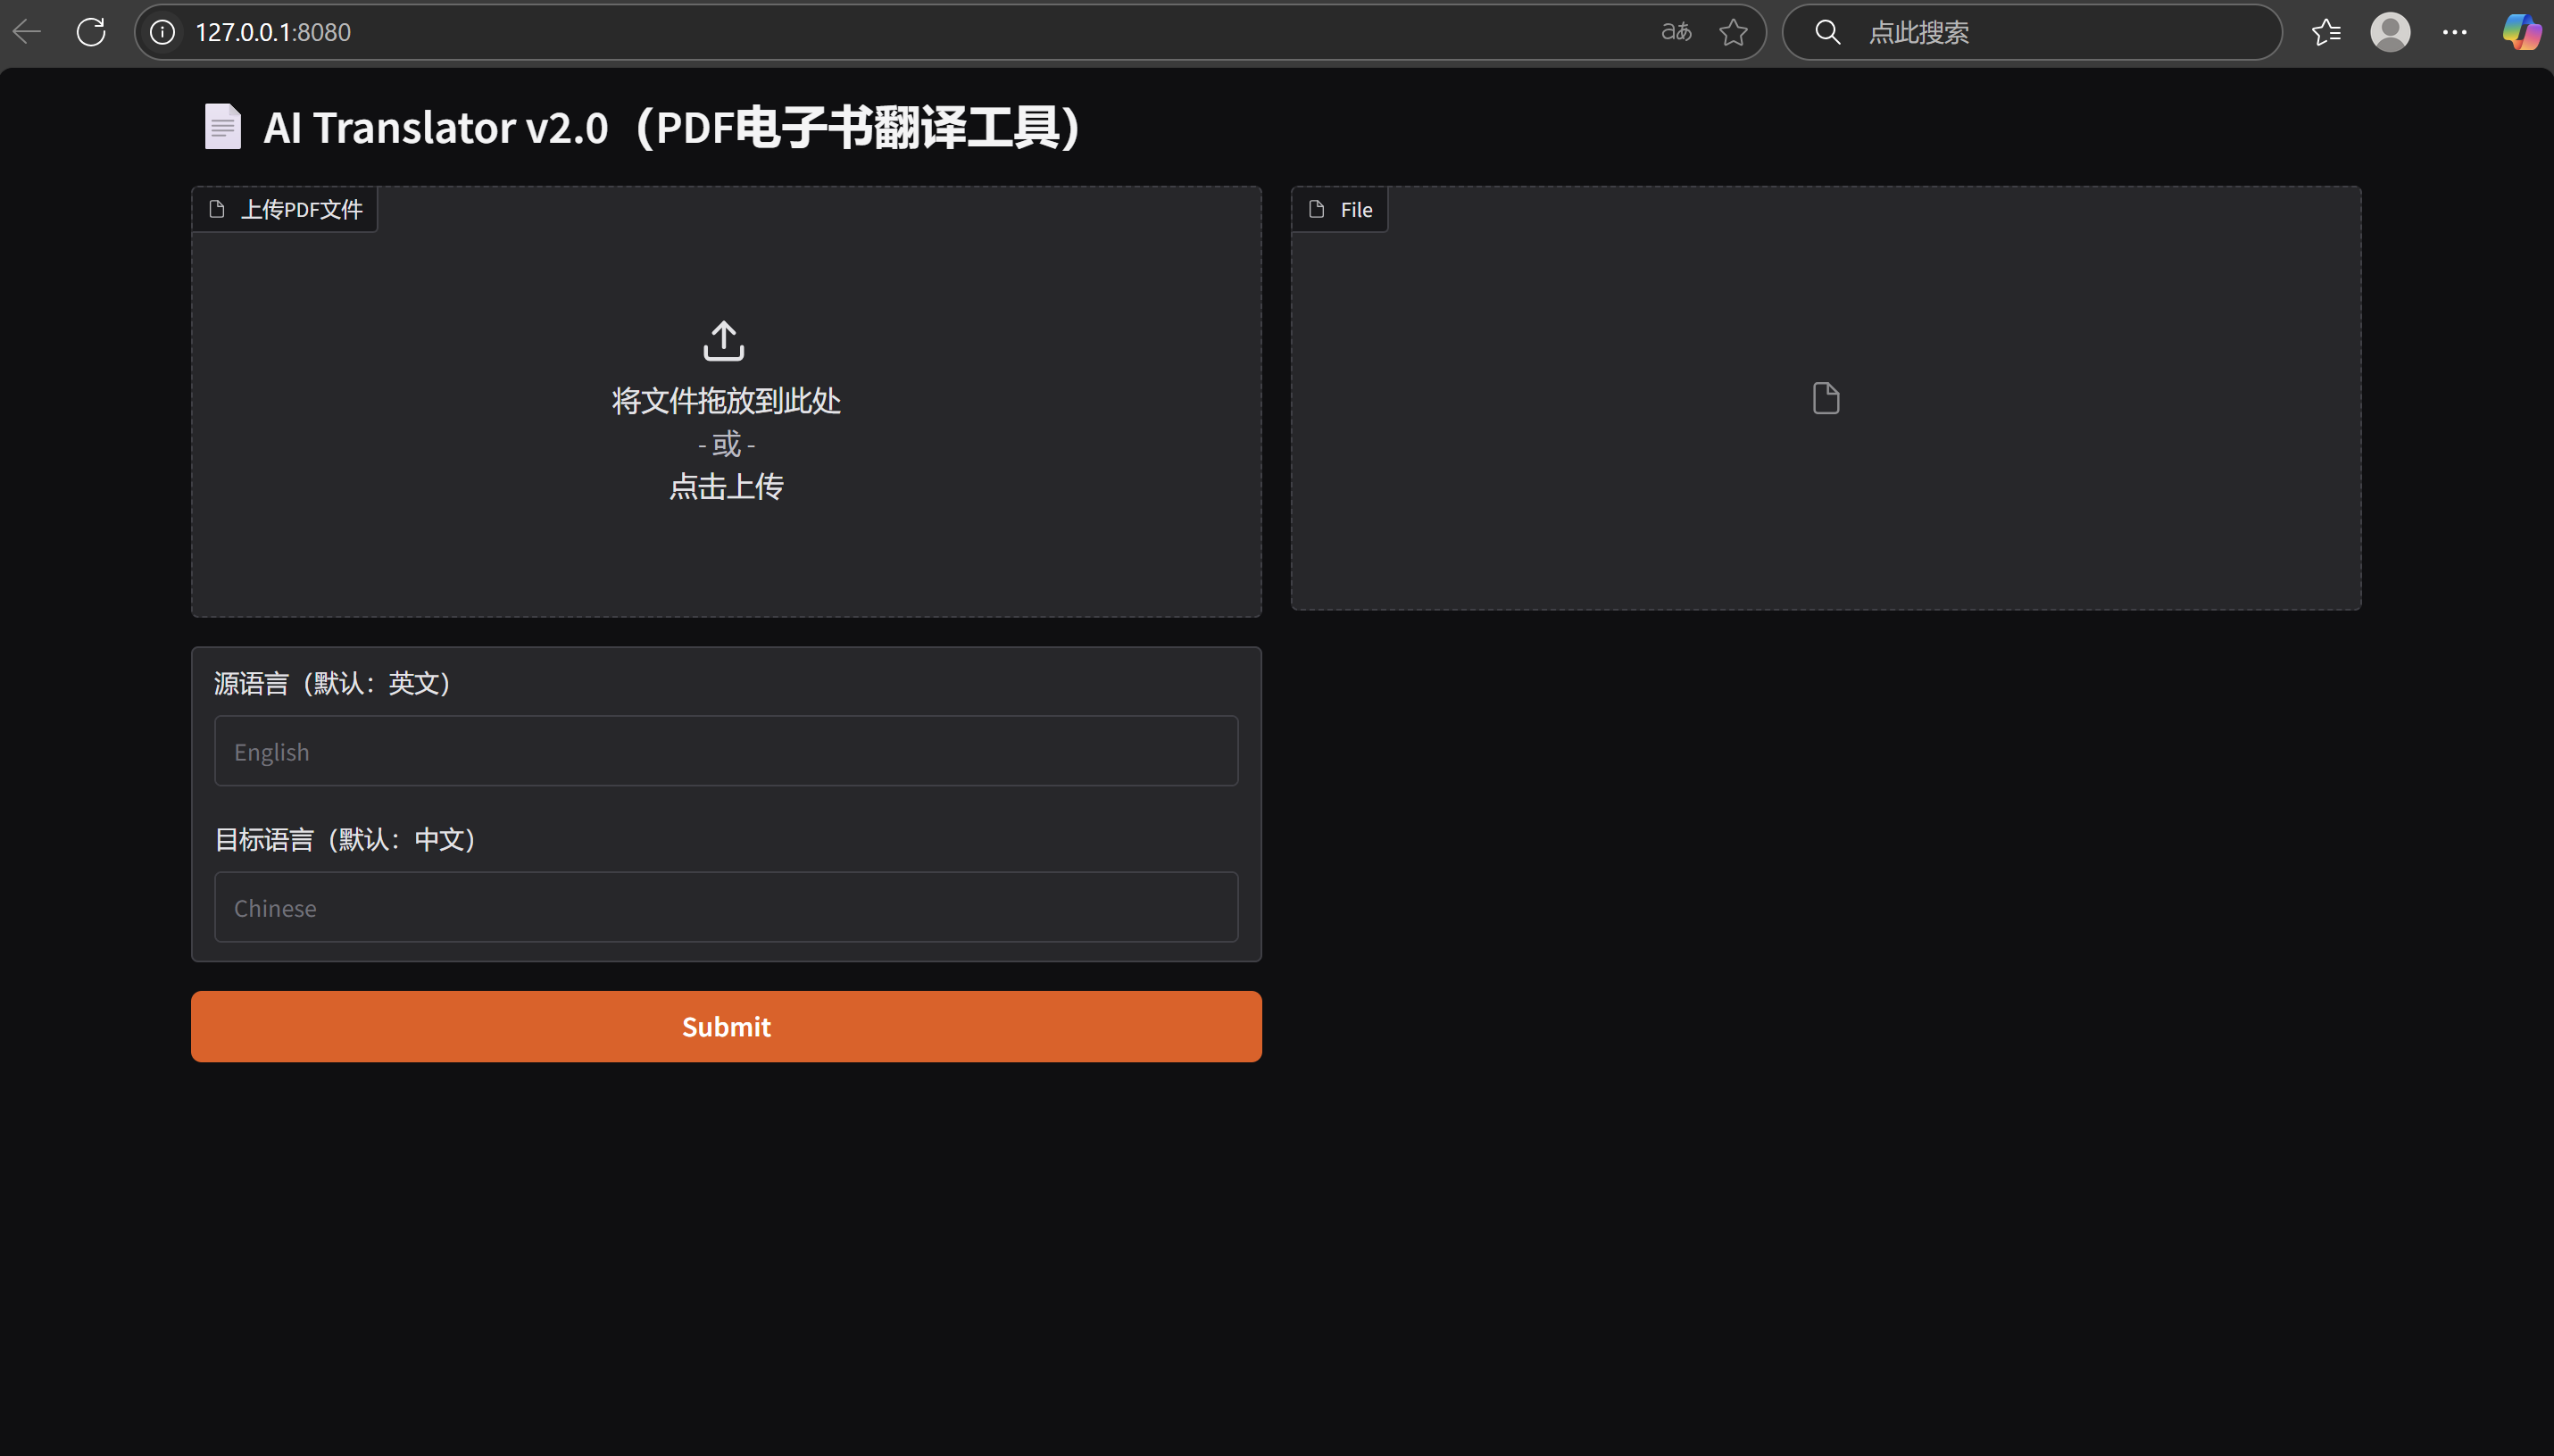 127.0.0.1:8080
aあ
点此搜索
AI Translator v2.0（PDF电子书翻译工具）
上传PDF文件
将文件拖放到此处
- 或 -
点击上传
File
源语言（默认：英文）
English
目标语言（默认：中文）
Chinese
Submit